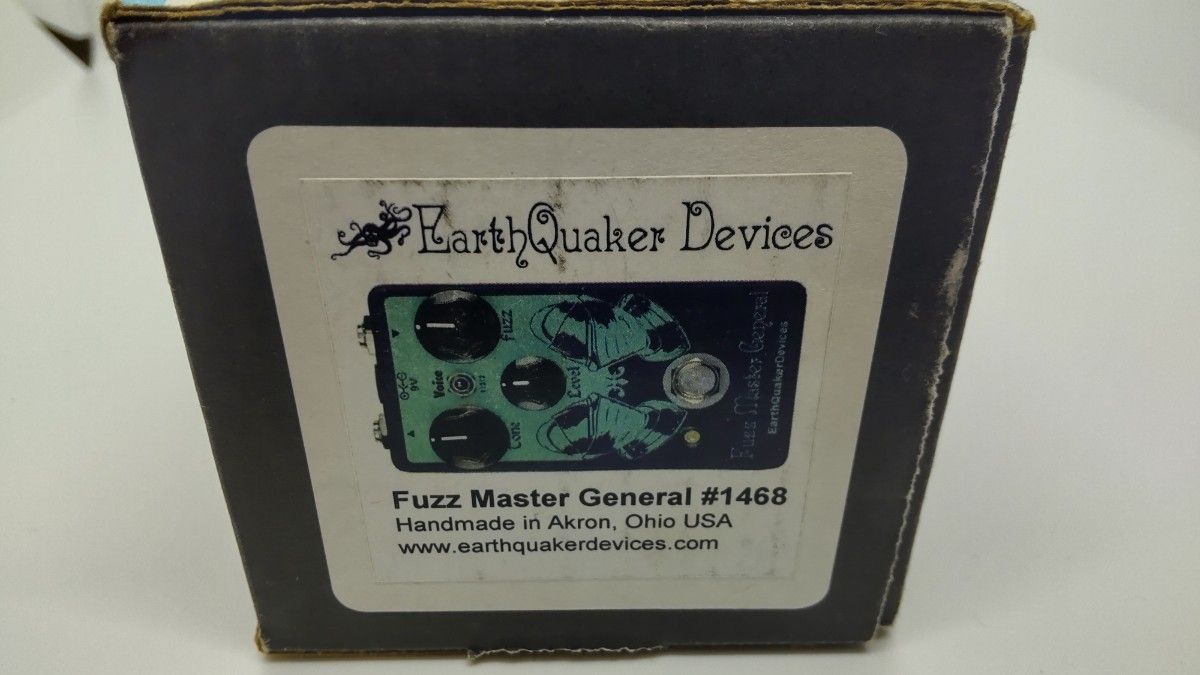 EarthQuaker Devices
Fuzz
Voice
Level
Tone
9V
Fuzz Master General
EarthQuakerDevices
Fuzz Master General #1468
Handmade in Akron, Ohio USA
www.earthquakerdevices.com